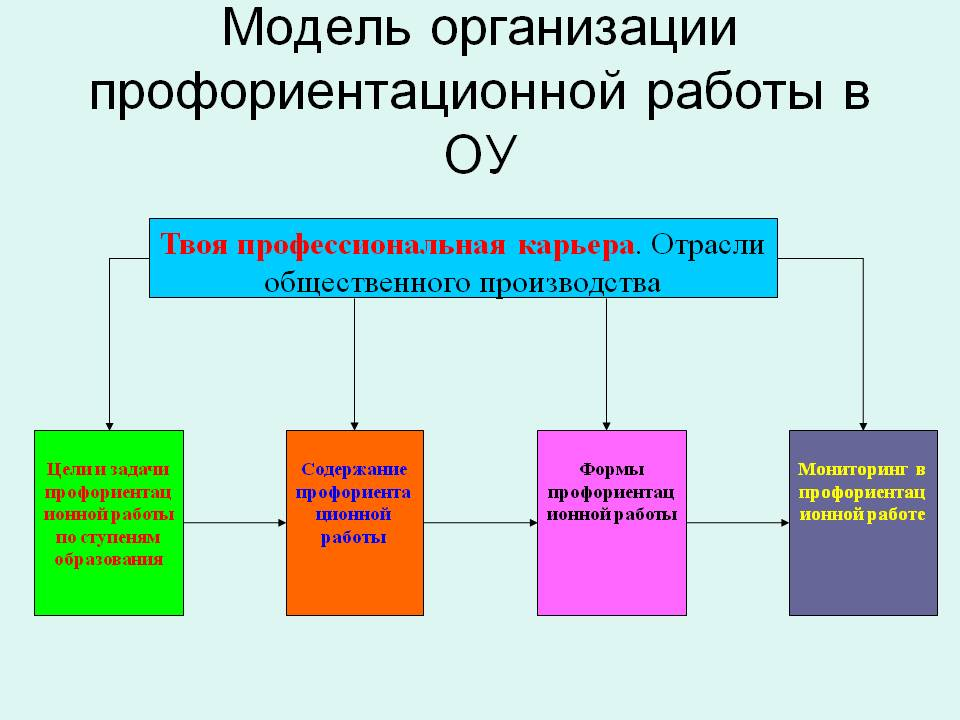 Модель организации
профориентационной работы в
ОУ
Твоя профессиональная карьера. Отрасли
общественного производства
Цели и задачи
профориентац
ионной работы
по ступеням
образования
Содержание
профориента
ционной
работы
Формы
профориентац
ионной работы
Мониторинг в
профориентац
ионной работе